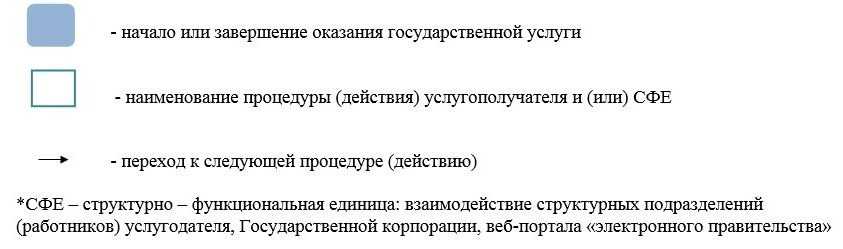 - начало или завершение оказания государственной услуги
- наименование процедуры (действия) услугополучателя и (или) СФЕ
- переход к следующей процедуре (действию)
*СФЕ – структурно – функциональная единица: взаимодействие структурных подразделений
(работников) услугодателя, Государственной корпорации, веб-портала «электронного правительства»